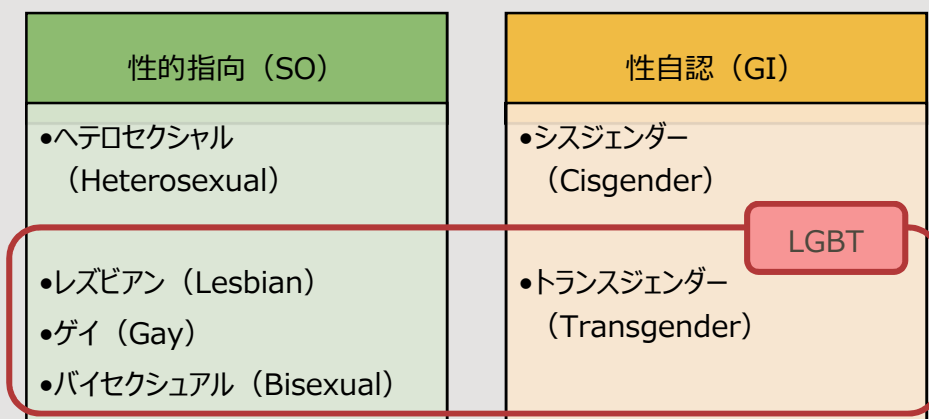 性的指向（SO）
•ヘテロセクシャル
（Heterosexual）
•レズビアン（Lesbian）
•ゲイ（Gay）
•バイセクシュアル（Bisexual）
性自認（GI）
•シスジェンダー
（Cisgender）
LGBT
•トランスジェンダー
（Transgender）